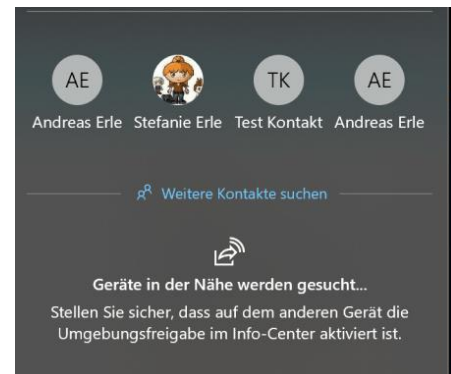 AE TK AE
Andreas Erle Stefanie Erle Test Kontakt Andreas Erle
Weitere Kontakte suchen
Geräte in der Nähe werden gesucht...
Stellen Sie sicher, dass auf dem anderen Gerät die
Umgebungsfreigabe im Info-Center aktiviert ist.